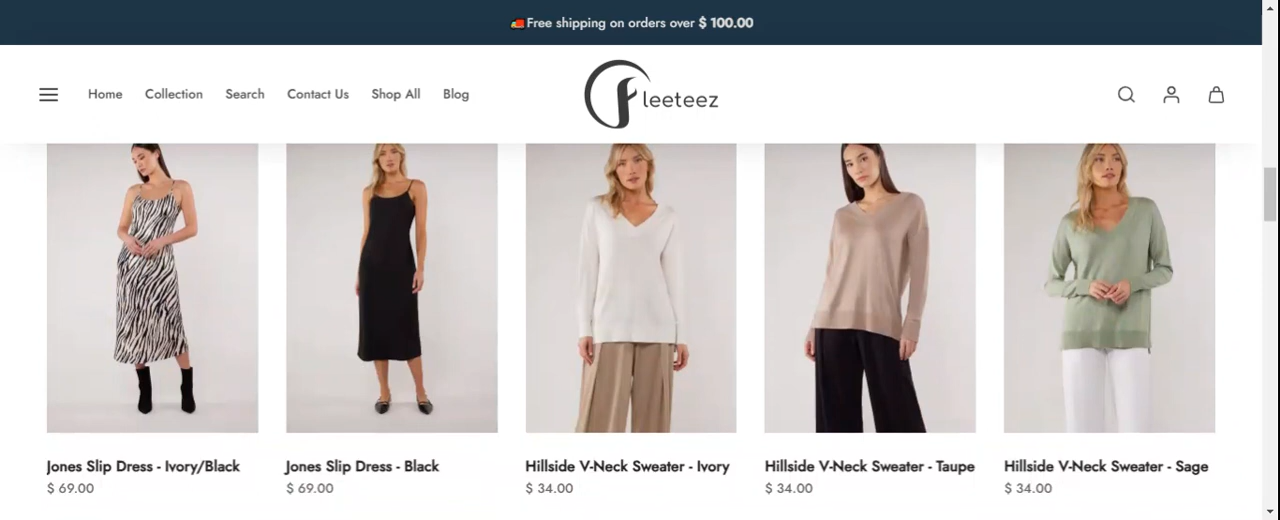 Free shipping on orders over $ 100.00
Home Collection Search Contact Us Shop All Blog
fleeteez
Jones Slip Dress - Ivory/Black
$ 69.00
Jones Slip Dress - Black
$ 69.00
Hillside V-Neck Sweater - Ivory
$ 34.00
Hillside V-Neck Sweater - Taupe
$ 34.00
Hillside V-Neck Sweater - Sage
$ 34.00